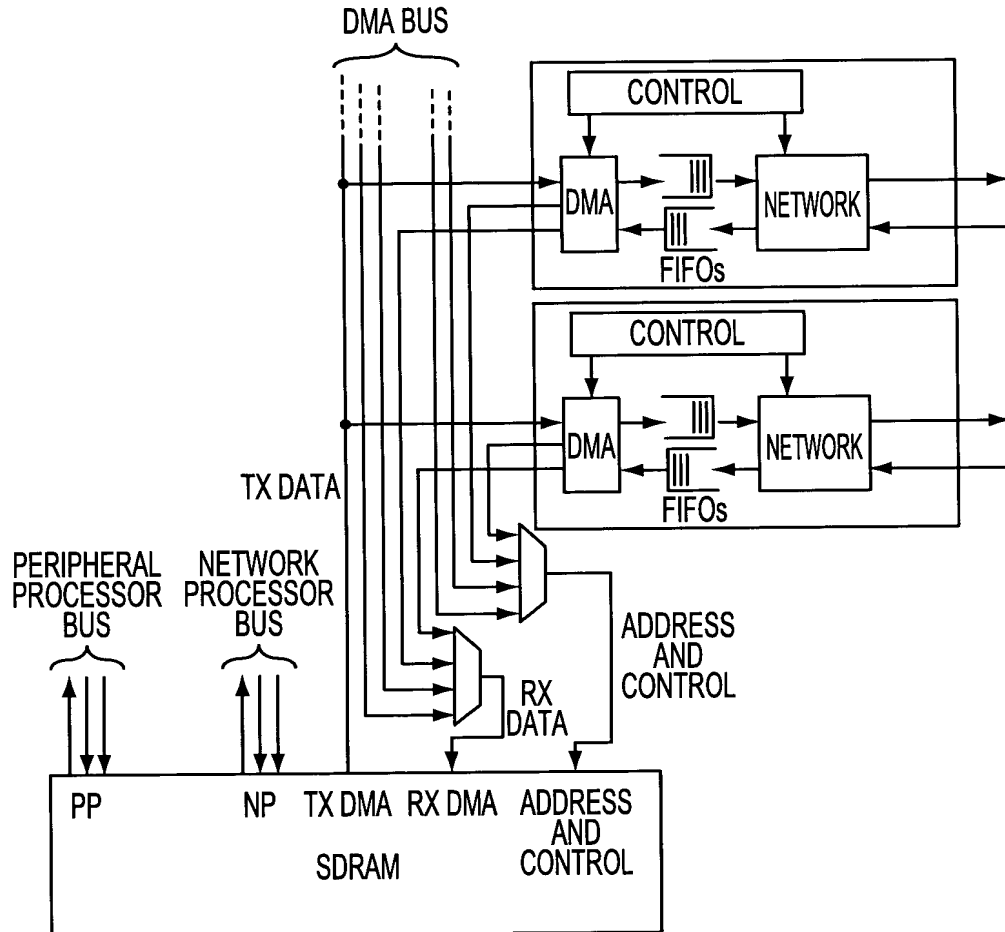 DMA BUS
CONTROL
DMA
NETWORK
FIFOs
CONTROL
DMA
NETWORK
FIFOs
TX DATA
PERIPHERAL
PROCESSOR
BUS
NETWORK
PROCESSOR
BUS
ADDRESS
AND
CONTROL
RX
DATA
PP
NP
TX DMA
RX DMA
ADDRESS
AND
CONTROL
SDRAM